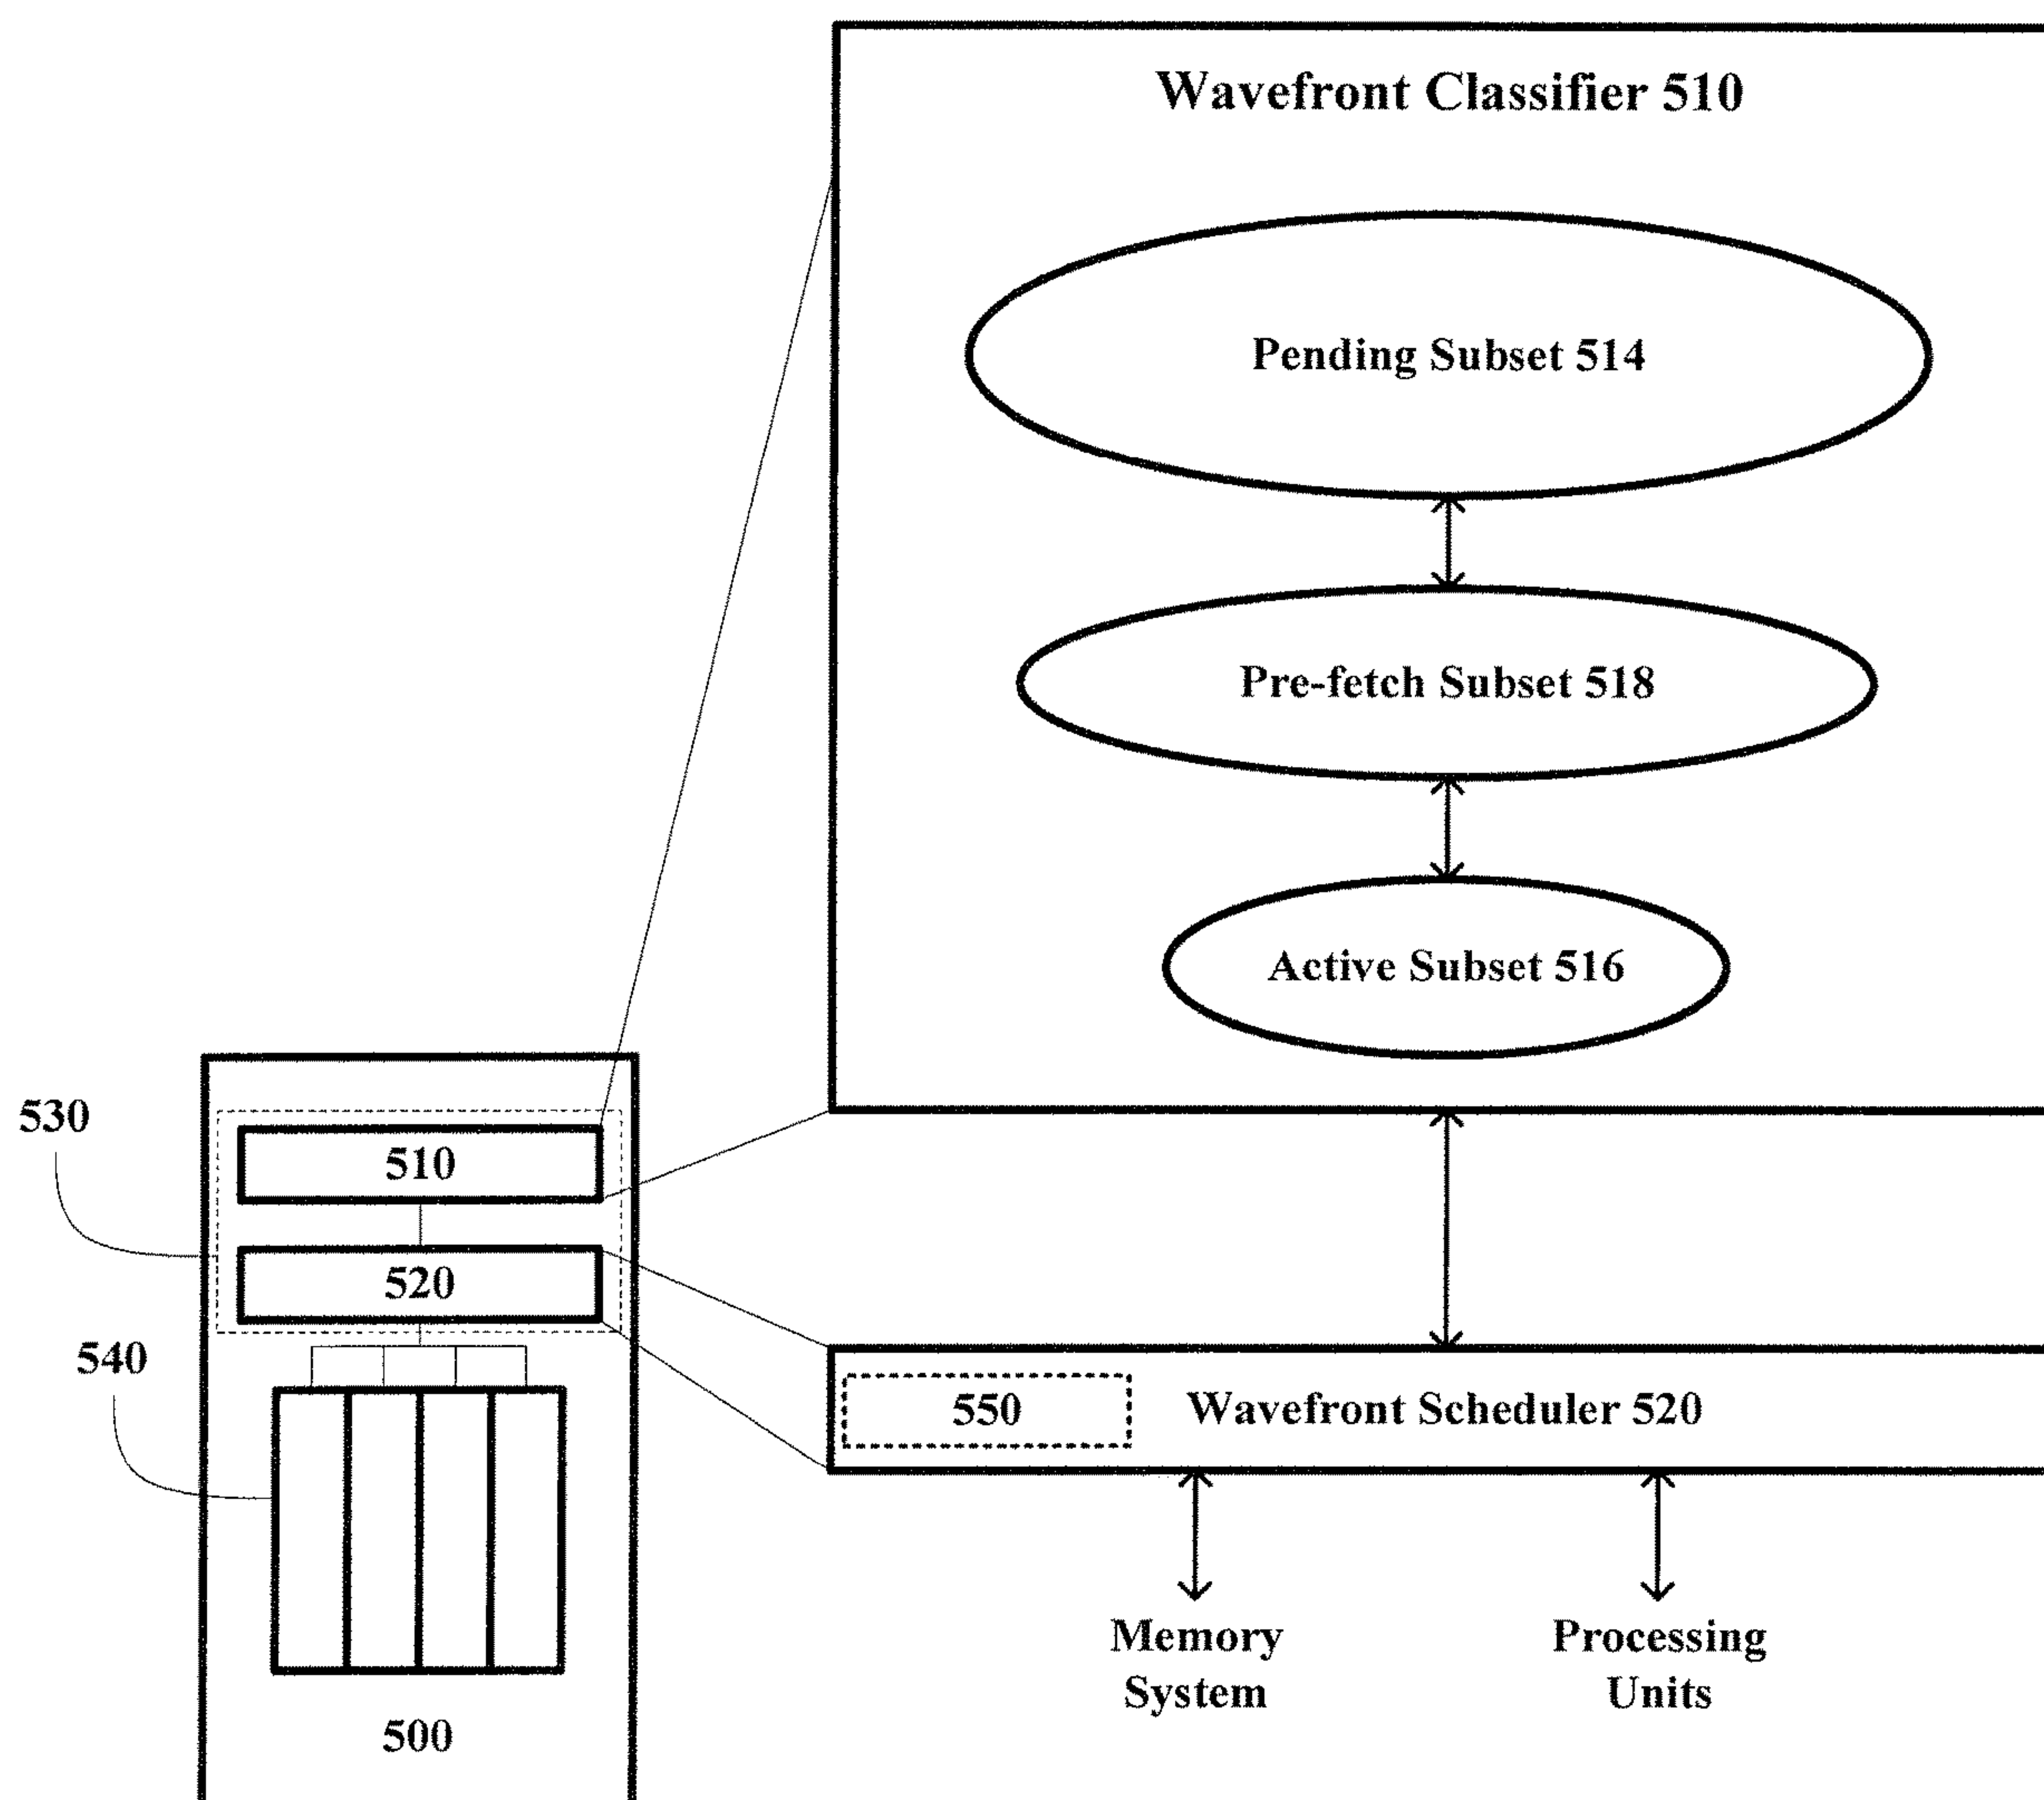 Wavefront Classifier 510
Pending Subset 514
Pre-fetch Subset 518
Active Subset 516
530
510
520
540
550
Wavefront Scheduler 520
Memory
System
Processing
Units
500